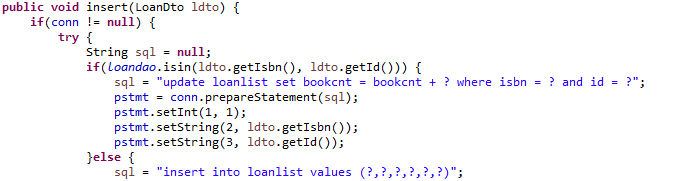 public void insert(LoanDto ldto) {
if(conn != null) {
try {
String sql = null;
if(loandao.isin(ldto.getIsbn(), ldto.getId())) {
sql = "update loanlist set bookcnt = bookcnt + ? where isbn = ? and id = ?";
pstmt = conn.prepareStatement(sql);
pstmt.setInt(1, 1);
pstmt.setString(2, ldto.getIsbn());
pstmt.setString(3, ldto.getId());
}else {
sql = "insert into loanlist values (?,?,?,?,?,?)";